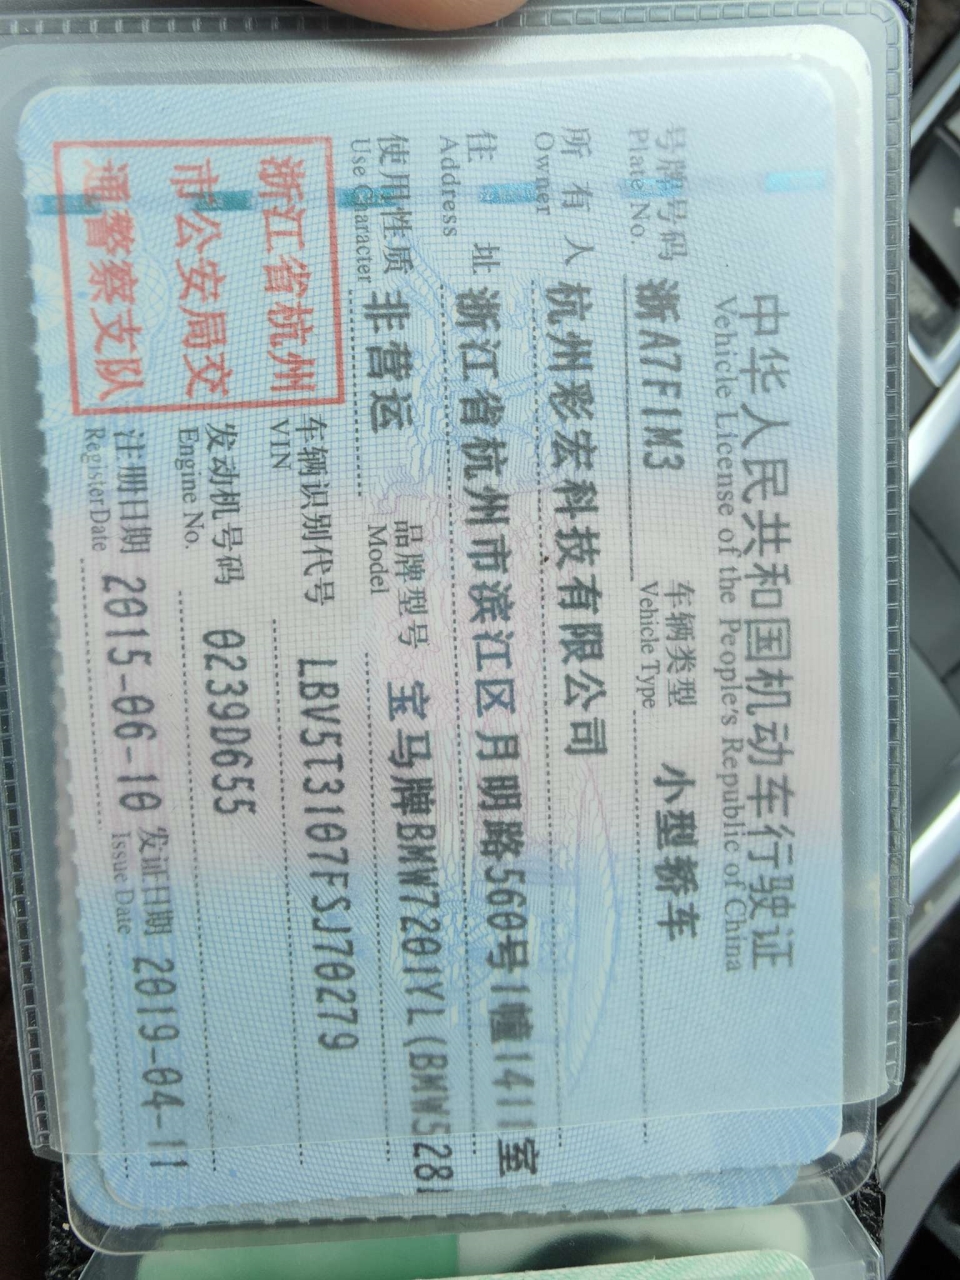 中华人民共和国机动车行驶证
Vehicle License of the People's Republic of China
号牌号码 浙A7F1M3 车辆类型 小型轿车
Plate No. Vehicle Type
所有人 杭州彩宏科技有限公司
Owner
住址 浙江省杭州市滨江区月明路560号1幢1411室
Address
使用性质 非营运 品牌型号 宝马牌BMW7201YL(BMW528l
Use Character Model
浙江省杭州
市公安局交
通警察支队
车辆识别代号 LBV5T3107FSJ70279
VIN
发动机号码 0239D655
Engine No.
注册日期 2015-06-10 发证日期 2019-04-11
Register Date Issue Date